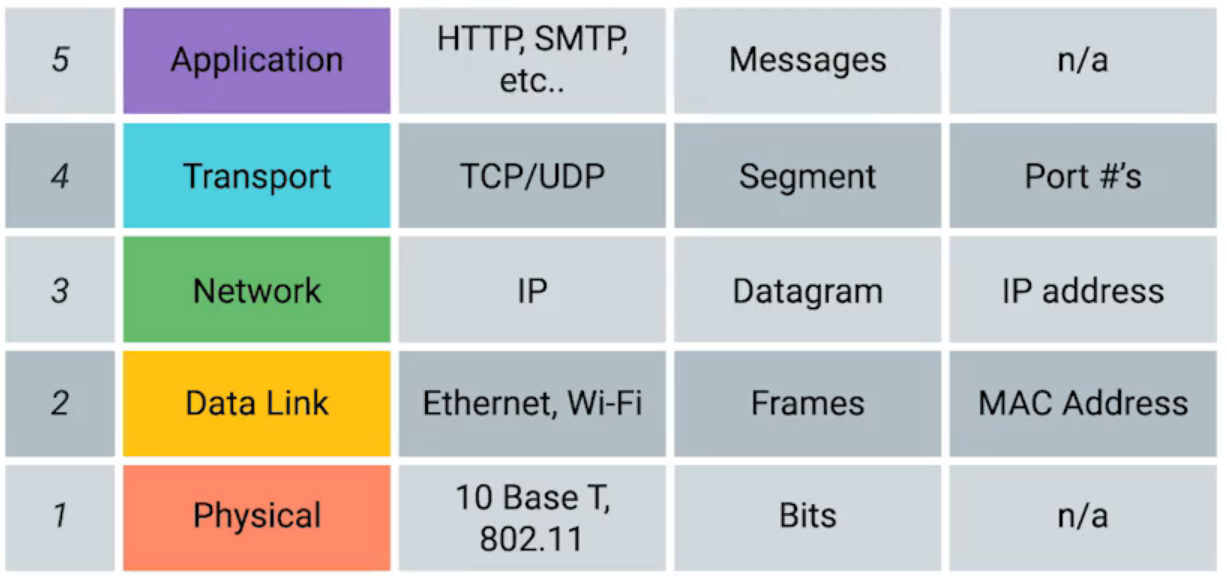 5 Application HTTP, SMTP, etc.. Messages n/a
4 Transport TCP/UDP Segment Port #'s
3 Network IP Datagram IP address
2 Data Link Ethernet, Wi-Fi Frames MAC Address
1 Physical 10 Base T, 802.11 Bits n/a